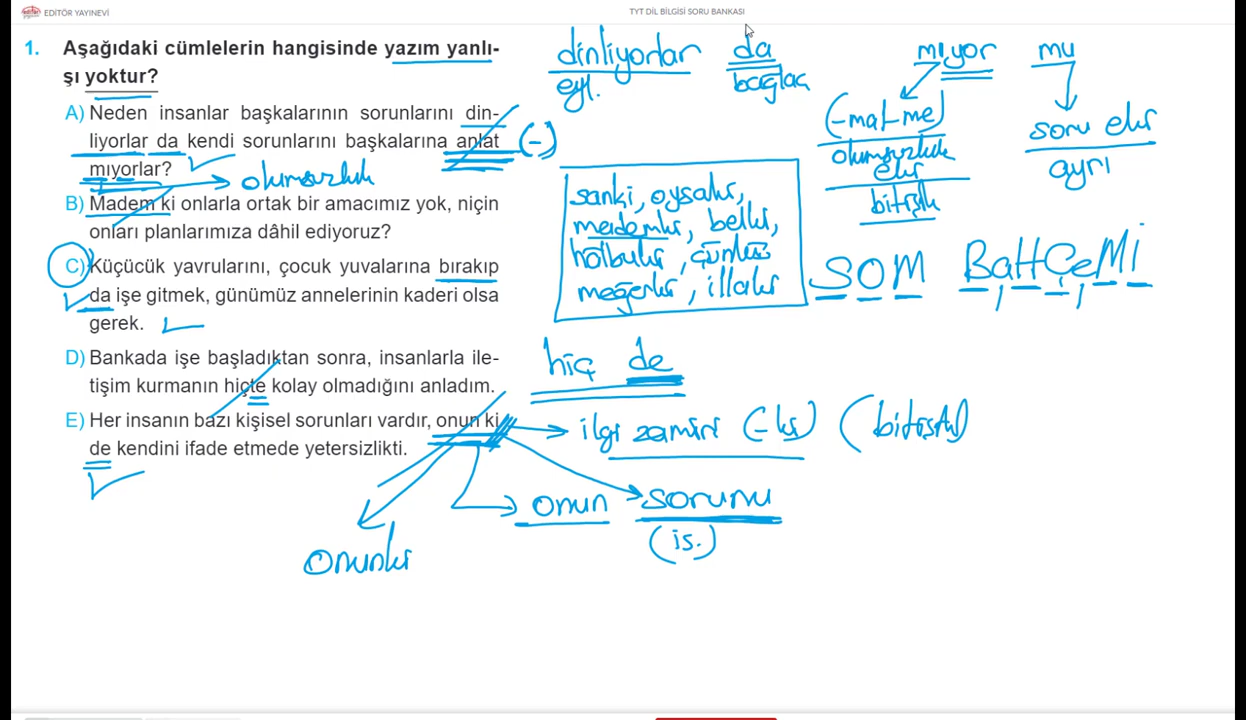 EDİTÖR YAYINEVİ
TYT DİL BİLGİSİ SORU BANKASI
1. Aşağıdaki cümlelerin hangisinde yazım yanlı-
şı yoktur?
A) Neden insanlar başkalarının sorunlarını din-
liyorlar da kendi sorunlarını başkalarına anlat
mıyorlar?
B) Madem ki onlarla ortak bir amacımız yok, niçin
onları planlarımıza dâhil ediyoruz?
C) Küçücük yavrularını, çocuk yuvalarına bırakıp
da işe gitmek, günümüz annelerinin kaderi olsa
gerek.
D) Bankada işe başladıktan sonra, insanlarla ile-
tişim kurmanın hiçte kolay olmadığını anladım.
E) Her insanın bazı kişisel sorunları vardır, onun ki
de kendini ifade etmede yetersizlikti.
(-)
olumsuzluk
dinliyorlar da
eyl. bağlaç
mıyor mu
(-ma/-me) soru eki
olumsuzluk ayrı
eki
bitişik
sanki, oysaki,
mademki, belki,
halbuki, çünkü
meğerki, illaki
SOM BaHÇeMİ
hiç de
ilgi zamiri (-ki) (bitişik)
onun sorunu
(is.)
onunki